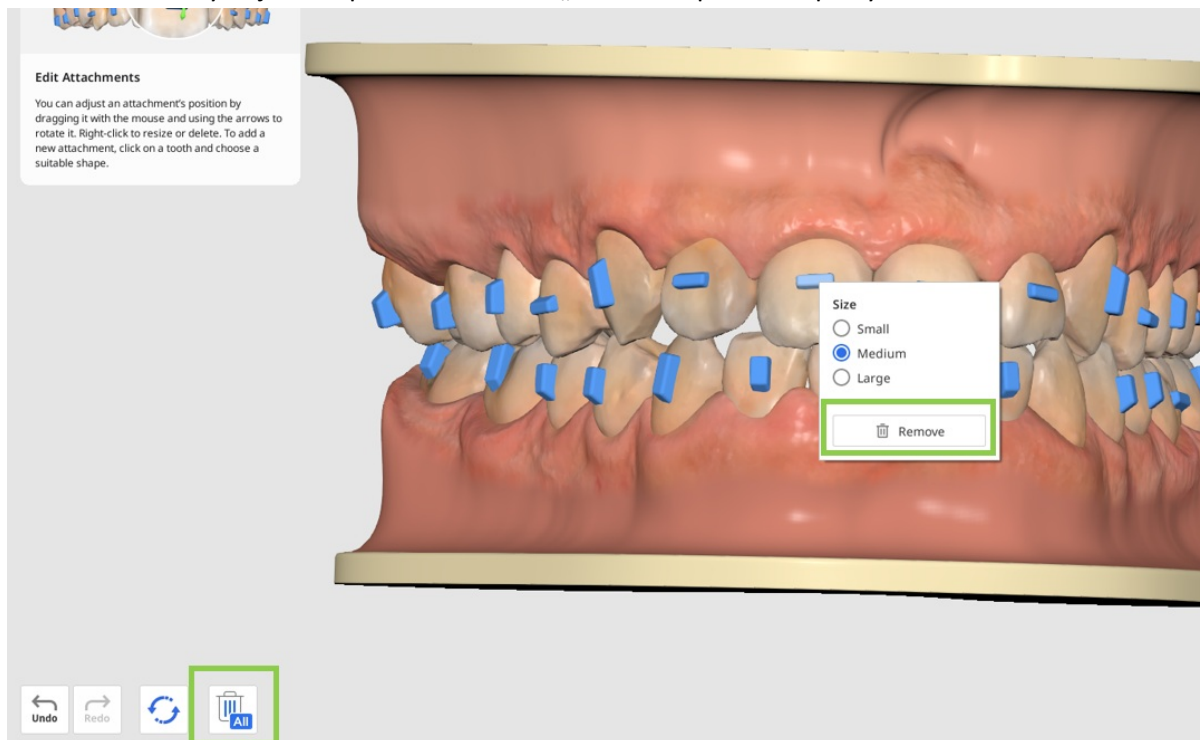 Edit Attachments
You can adjust an attachment's position by
dragging it with the mouse and using the arrows to
rotate it. Right-click to resize or delete. To add a
new attachment, click on a tooth and choose a
suitable shape.
Size
Small
Medium
Large
Remove
Undo
Redo
All